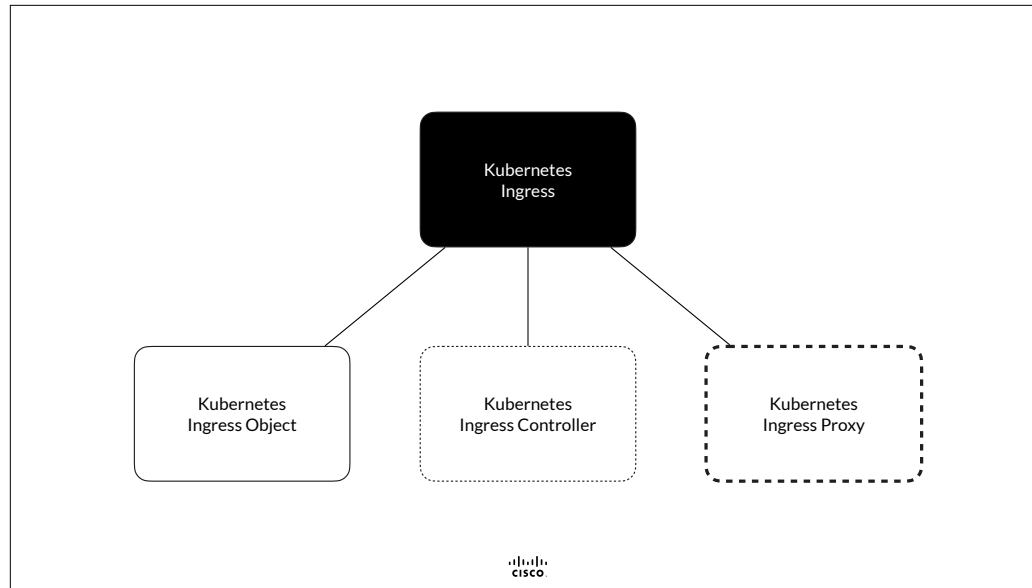 Kubernetes
Ingress
Kubernetes
Ingress Object
Kubernetes
Ingress Controller
Kubernetes
Ingress Proxy
CISCO